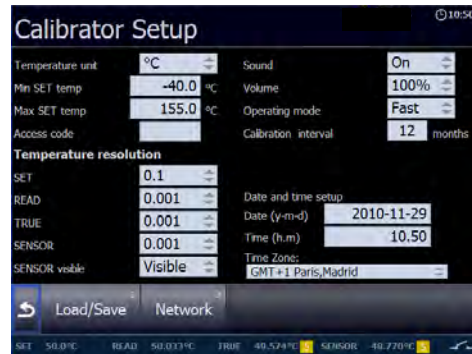 Calibrator Setup
10:50
Temperature unit °C
Min SET temp -40.0 °C
Max SET temp 155.0 °C
Access code
Sound On
Volume 100%
Operating mode Fast
Calibration interval 12 months
Temperature resolution
SET 0.1
READ 0.001
TRUE 0.001
SENSOR 0.001
SENSOR visible Visible
Date and time setup
Date (y-m-d) 2010-11-29
Time (h.m) 10.50
Time Zone:
GMT+1 Paris,Madrid
Load/Save Network
SET 50.0°C READ 50.033°C TRUE 49.574°C S SENSOR 49.770°C S